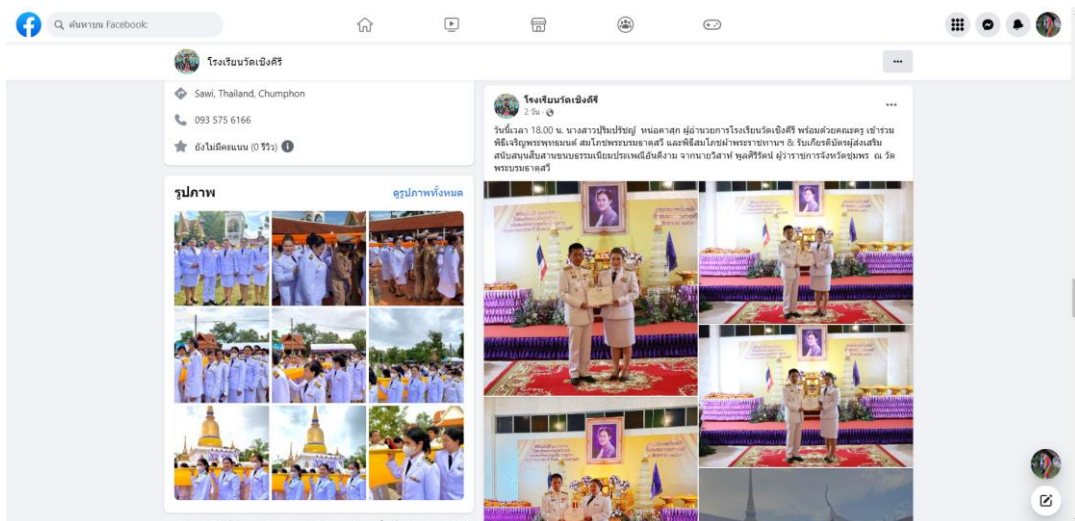 ค้นหาบน Facebook
โรงเรียนวัดเชิงคีรี
Sawi, Thailand, Chumphon
093 575 6166
ยังไม่มีคะแนน (0 รีวิว)
รูปภาพ
ดูรูปภาพทั้งหมด
โรงเรียนวัดเชิงคีรี
2 วัน
วันนี้เวลา 18.00 น. นางสาวปุริมปรัชญ์ หน่อคาสุก ผู้อำนวยการโรงเรียนวัดเชิงคีรี พร้อมด้วยคณะครู เข้าร่วม
พิธีเจริญพระพุทธมนต์ สมโภชพระบรมธาตุสวี และพิธีสมโภชผ้าพระราชทานฯ & รับเกียรติบัตรผู้ส่งเสริม
สนับสนุนสืบสานขนบธรรมเนียมประเพณีอันดีงาม จากนายวิสาห์ พูลศิริรัตน์ ผู้ว่าราชการจังหวัดชุมพร ณ วัด
พระบรมธาตุสวี